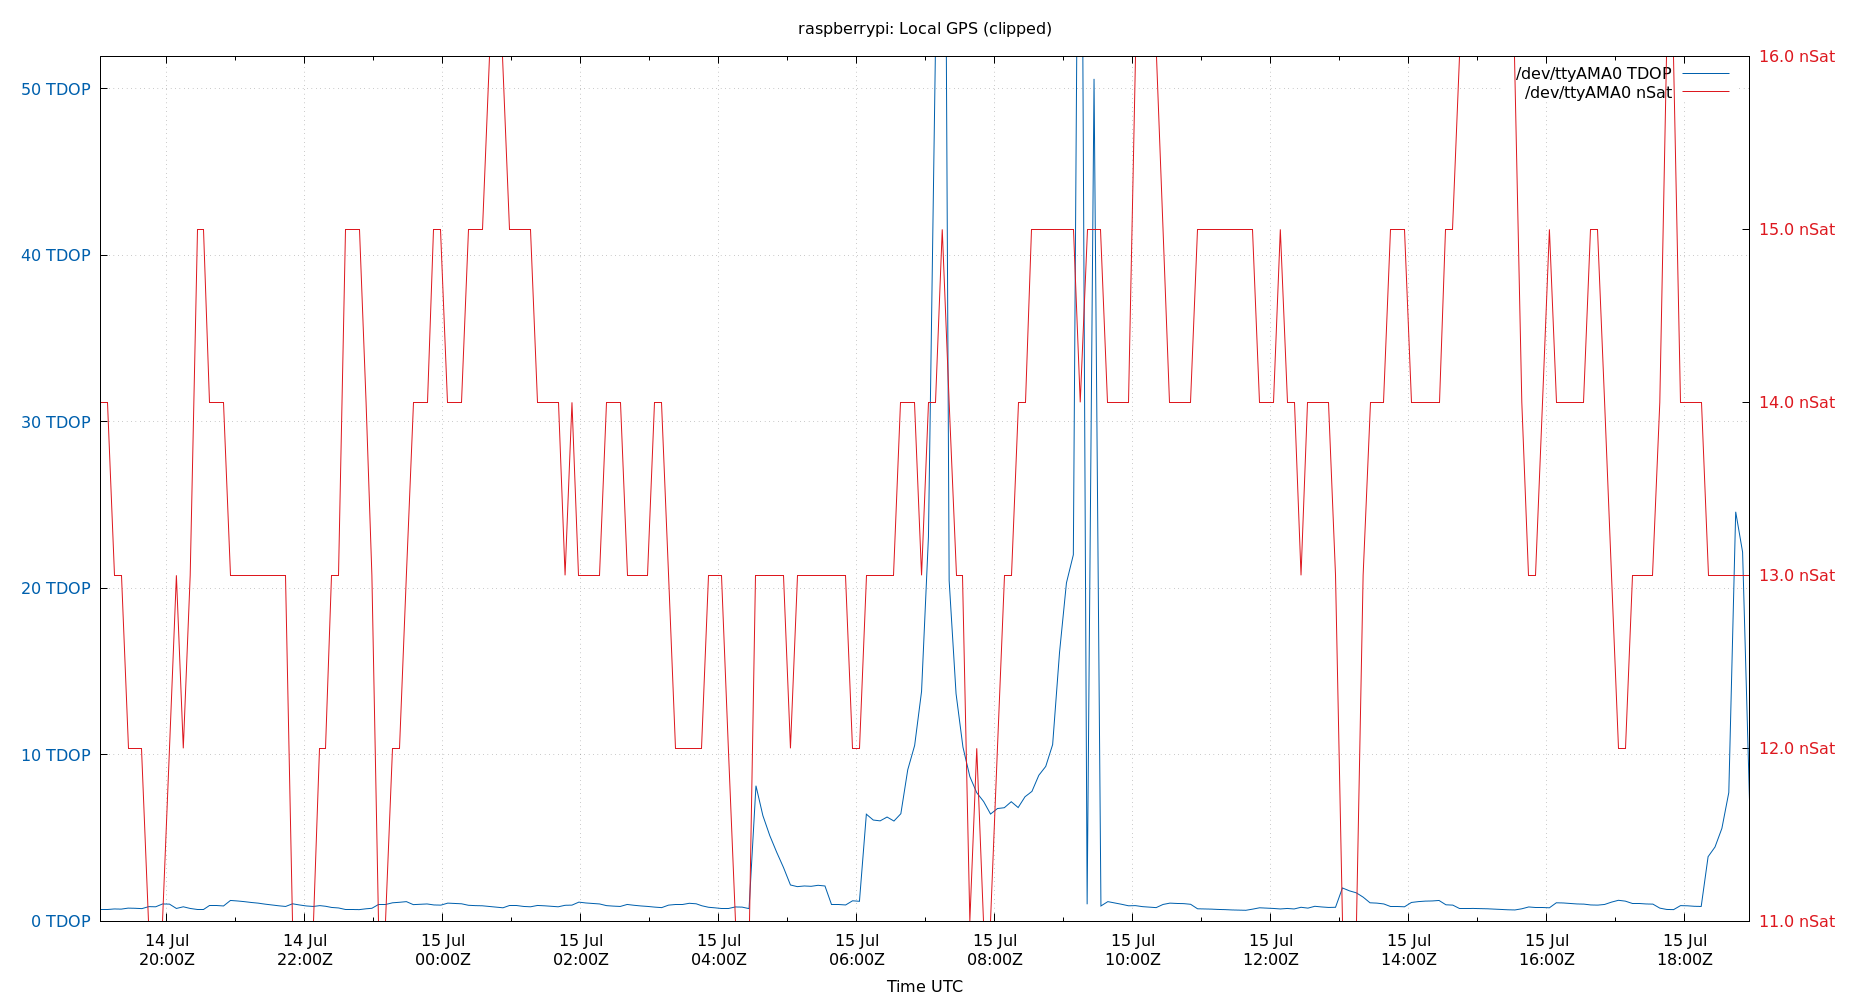 raspberrypi: Local GPS (clipped)
/dev/ttyAMA0 TDOP
/dev/ttyAMA0 nSat
50 TDOP
40 TDOP
30 TDOP
20 TDOP
10 TDOP
0 TDOP
16.0 nSat
15.0 nSat
14.0 nSat
13.0 nSat
12.0 nSat
11.0 nSat
14 Jul 14 Jul 15 Jul 15 Jul 15 Jul 15 Jul 15 Jul 15 Jul 15 Jul 15 Jul 15 Jul 15 Jul
20:00Z 22:00Z 00:00Z 02:00Z 04:00Z 06:00Z 08:00Z 10:00Z 12:00Z 14:00Z 16:00Z 18:00Z
Time UTC